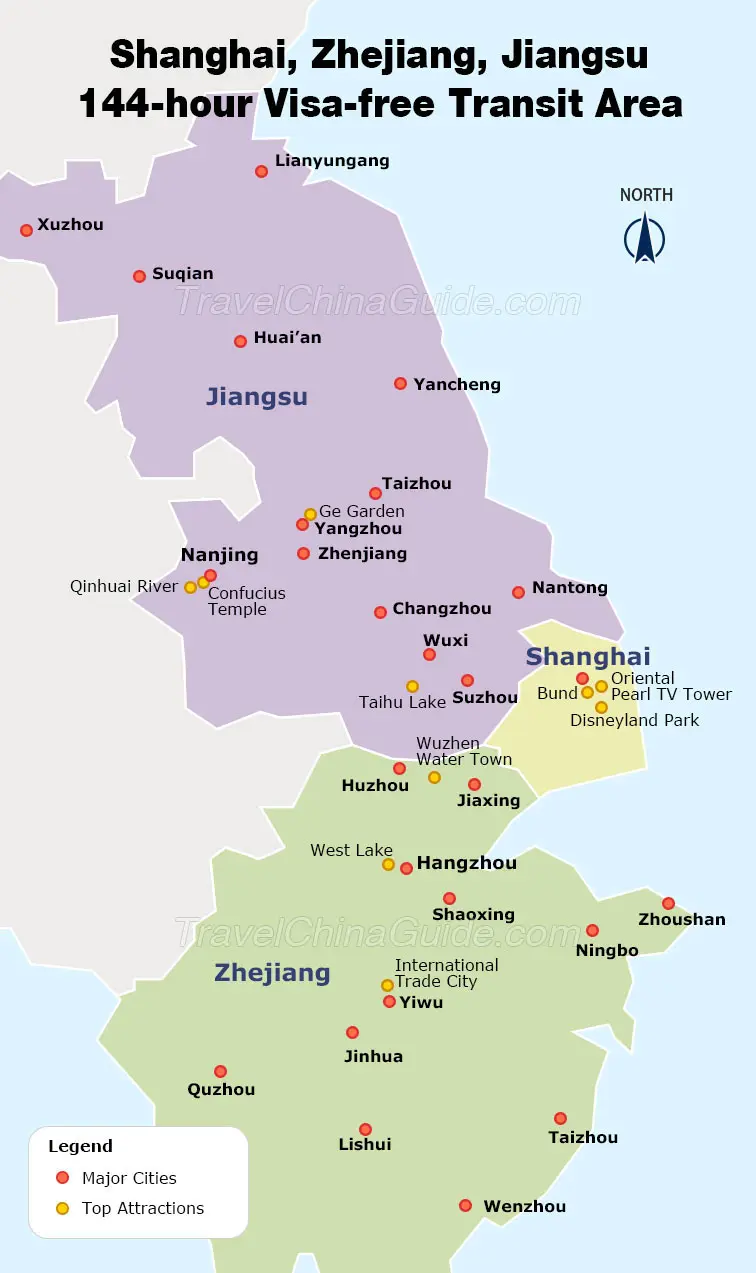 Shanghai, Zhejiang, Jiangsu
144-hour Visa-free Transit Area
Lianyungang
NORTH
Xuzhou
Suqian
TravelChinaGuide.com
Huai'an
Yancheng
Jiangsu
Taizhou
Ge Garden
Yangzhou
Nanjing
Zhenjiang
Qinhuai River
Confucius
Temple
Nantong
Changzhou
Wuxi
Shanghai
Oriental
Pearl TV Tower
Bund
Disneyland Park
Taihu Lake
Suzhou
Wuzhen
Water Town
Huzhou
Jiaxing
West Lake
Hangzhou
Shaoxing
Zhoushan
TravelChinaGuide.com
Ningbo
Zhejiang
International
Trade City
Yiwu
Jinhua
Quzhou
Lishui
Taizhou
Wenzhou
Legend
Major Cities
Top Attractions